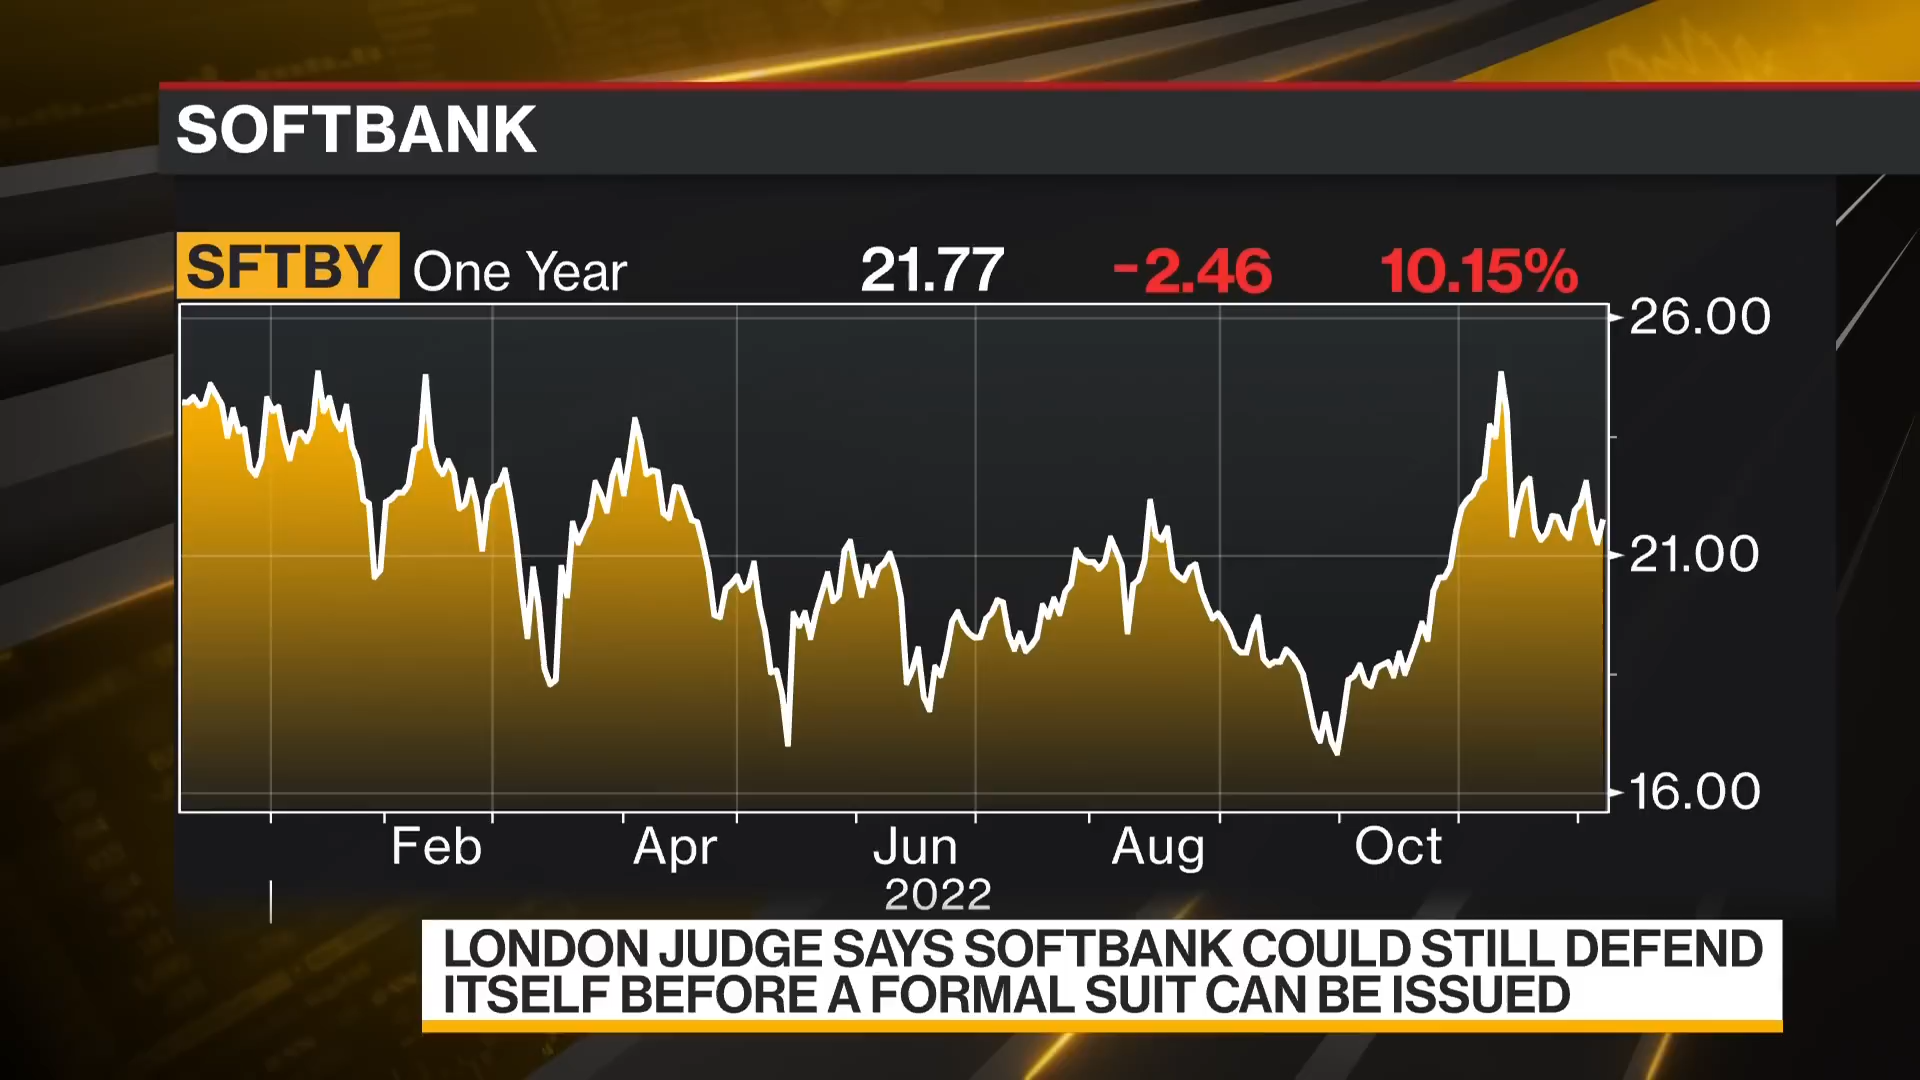 SOFTBANK
SFTBY One Year 21.77 -2.46 10.15%
26.00
21.00
16.00
Feb Apr Jun Aug Oct
2022
LONDON JUDGE SAYS SOFTBANK COULD STILL DEFEND
ITSELF BEFORE A FORMAL SUIT CAN BE ISSUED